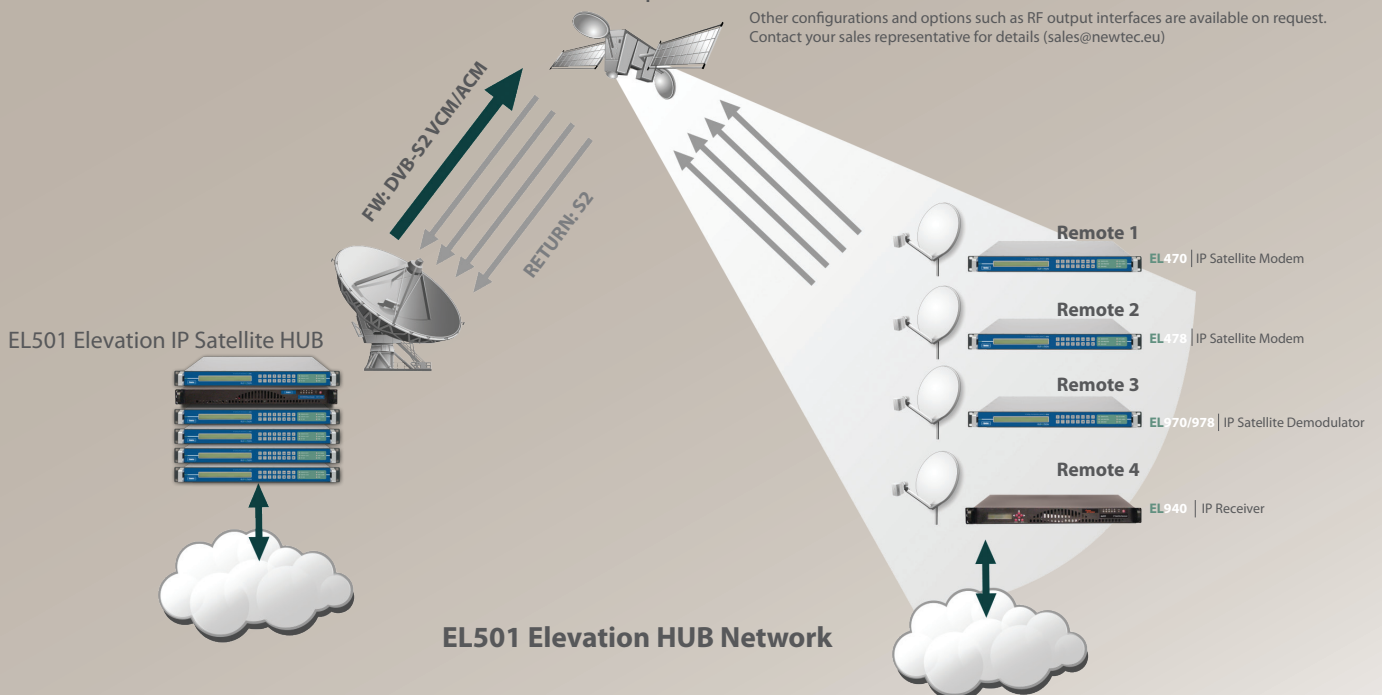 Other configurations and options such as RF output interfaces are available on request.
Contact your sales representative for details (sales@newtec.eu)
FW: DVB-S2 VCM/ACM
RETURN: S2
EL501 Elevation IP Satellite HUB
Remote 1
EL470 | IP Satellite Modem
Remote 2
EL478 | IP Satellite Modem
Remote 3
EL970/978 | IP Satellite Demodulator
Remote 4
EL940 | IP Receiver
EL501 Elevation HUB Network